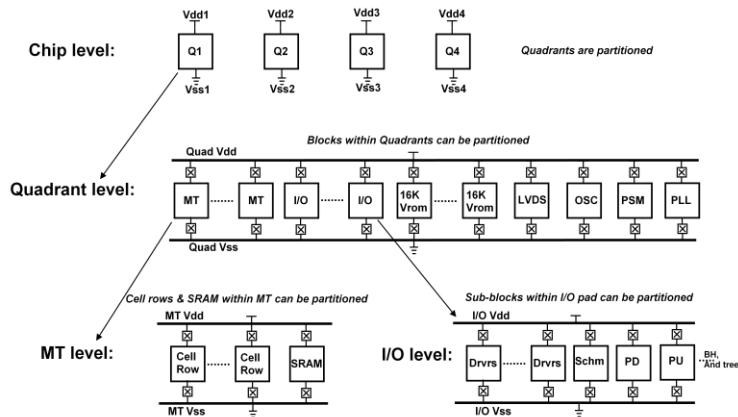 Vdd1 Vdd2 Vdd3 Vdd4
Chip level: Q1 Q2 Q3 Q4 Quadrants are partitioned
Vss1 Vss2 Vss3 Vss4
Blocks within Quadrants can be partitioned
Quad Vdd
Quadrant level: MT ........ MT I/O ........ I/O 16K Vrom ........ 16K Vrom LVDS OSC PSM PLL
Quad Vss
Cell rows & SRAM within MT can be partitioned
Sub-blocks within I/O pad can be partitioned
MT Vdd
I/O Vdd
MT level: Cell Row ........ Cell Row SRAM
I/O level: Drvrs ........ Drvrs Schm PD PU ...... BH, And tree
MT Vss
I/O Vss